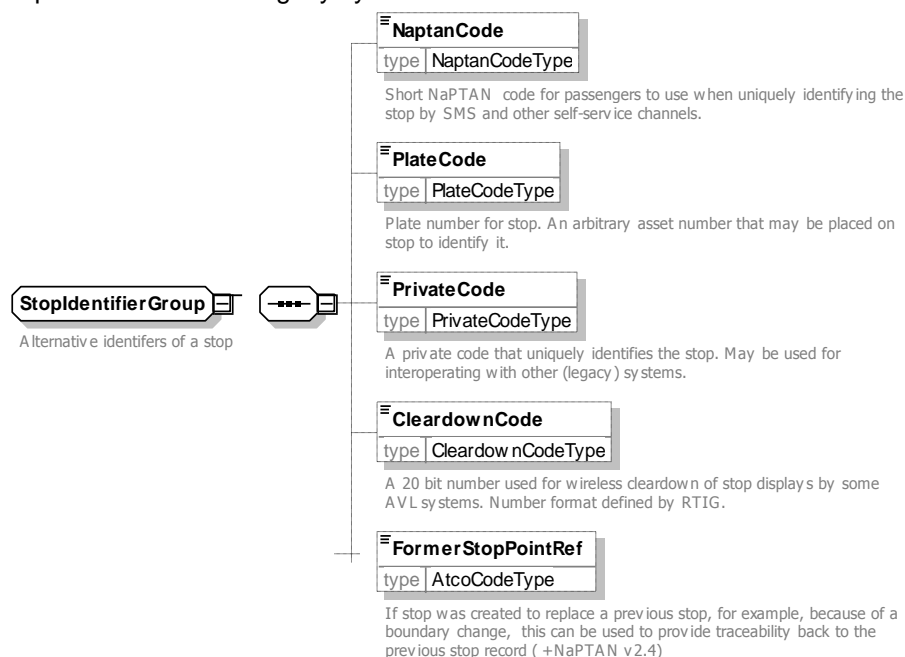 NaptanCode
type NaptanCodeType
Short NaPTAN code for passengers to use when uniquely identifying the
stop by SMS and other self-service channels.
PlateCode
type PlateCodeType
Plate number for stop. An arbitrary asset number that may be placed on
stop to identify it.
StopIdentifierGroup
Alternative identifers of a stop
PrivateCode
type PrivateCodeType
A private code that uniquely identifies the stop. May be used for
interoperating with other (legacy) systems.
CleardownCode
type CleardownCodeType
A 20 bit number used for wireless cleardown of stop displays by some
AVL systems. Number format defined by RTIG.
FormerStopPointRef
type AtcoCodeType
If stop was created to replace a previous stop, for example, because of a
boundary change, this can be used to provide traceability back to the
previous stop record ( +NaPTAN v2.4)